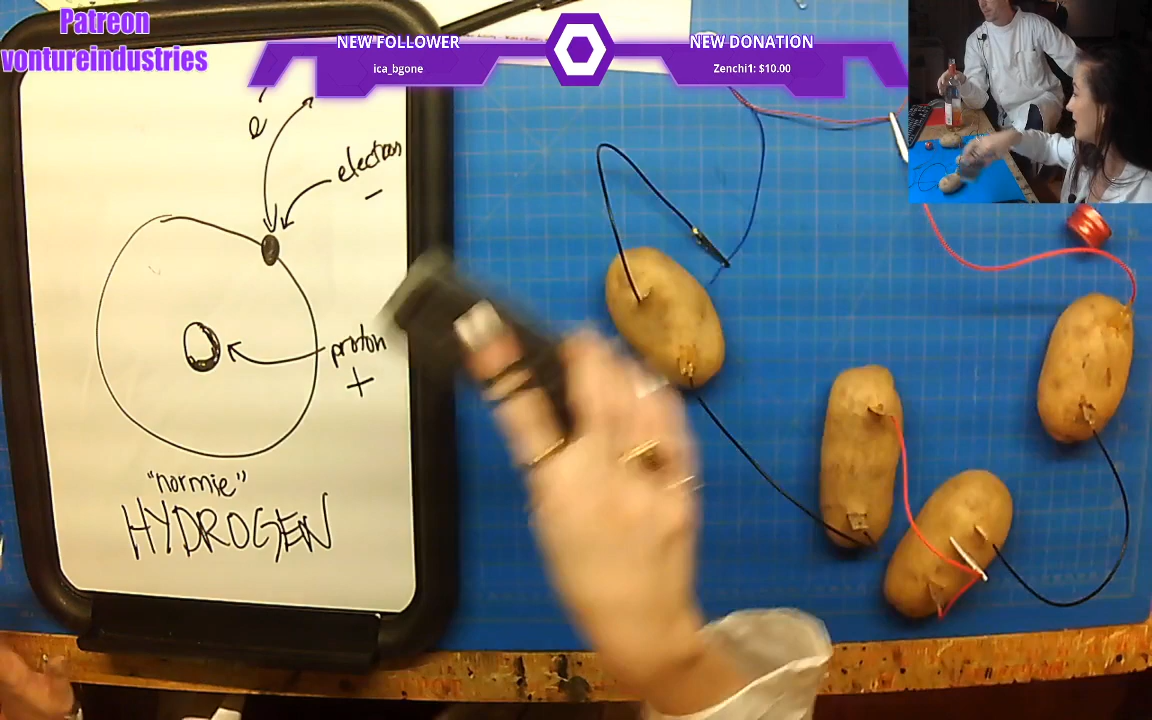 Patreon
vontureindustries
NEW FOLLOWER
ica_bgone
NEW DONATION
Zenchi1: $10.00
e-
electron
-
proton
+
"normie"
HYDROGEN